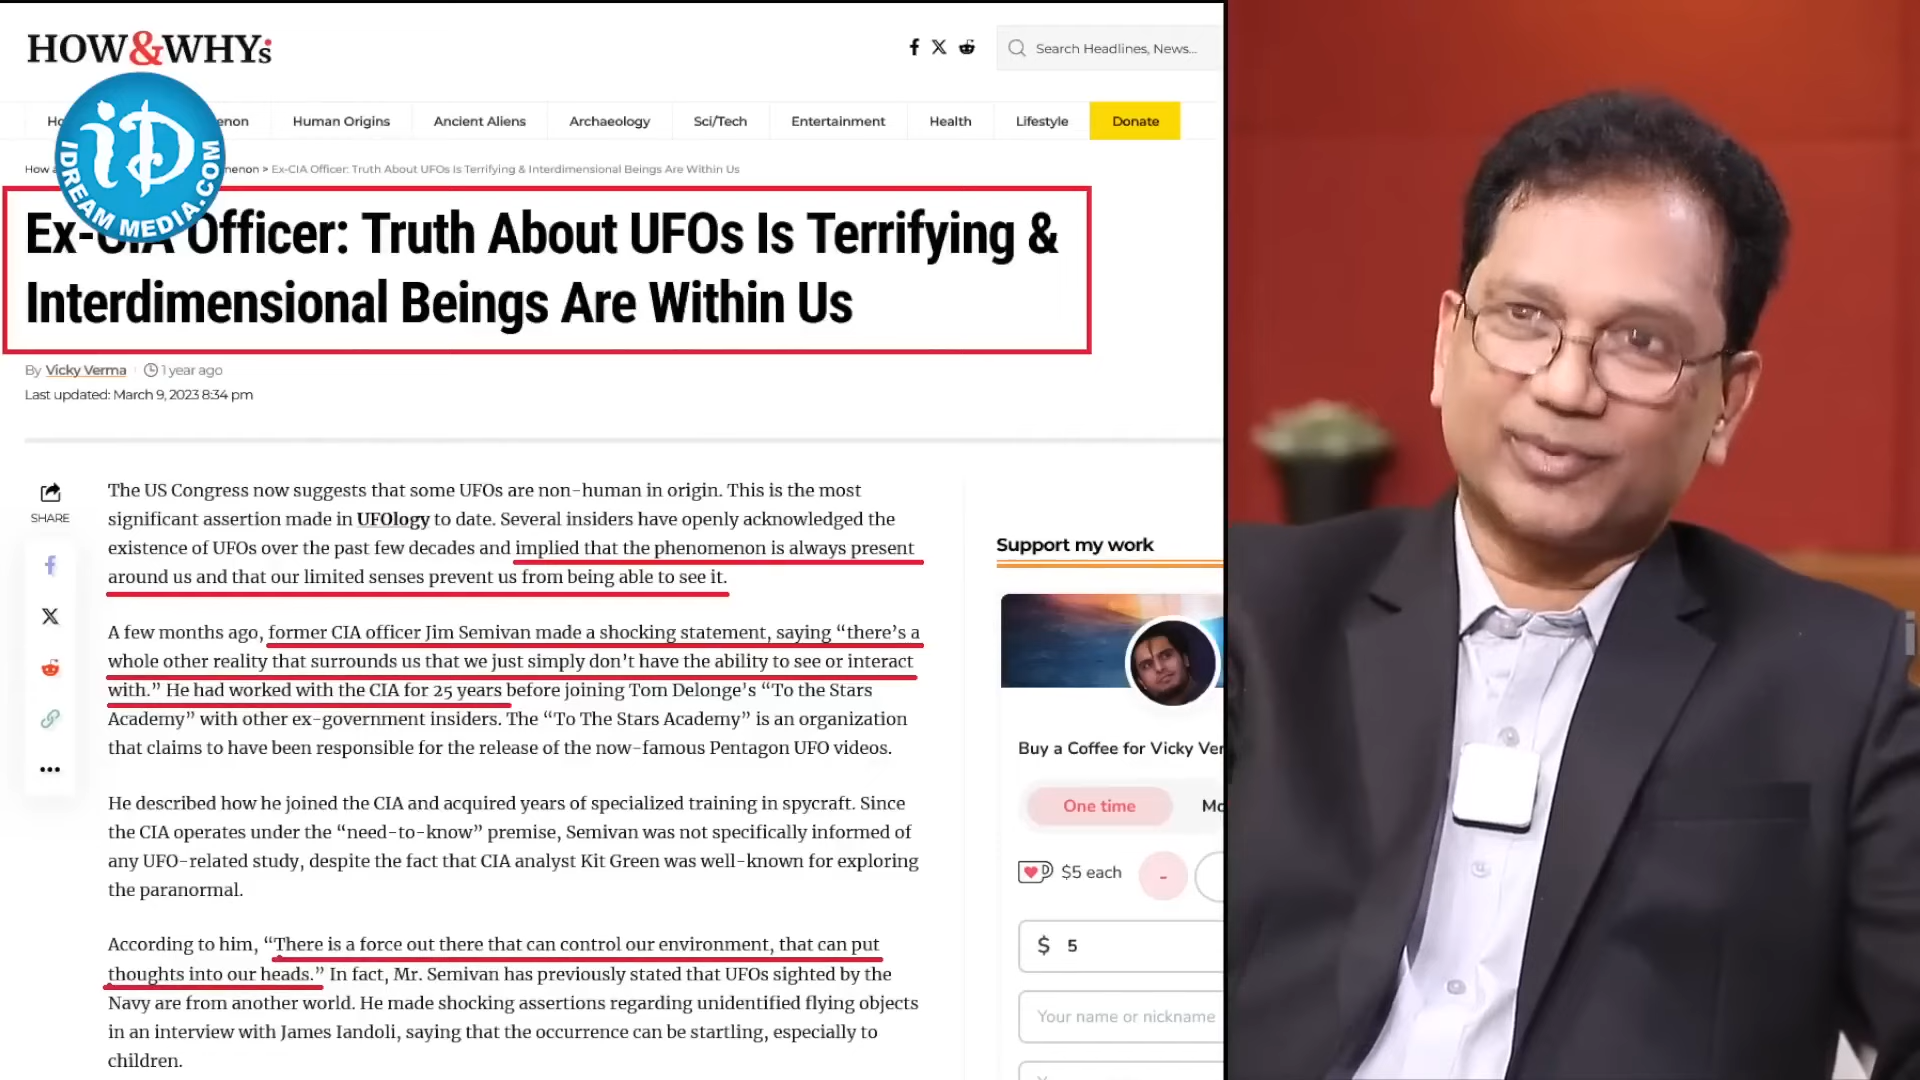 HOW&WHYs
Search Headlines, News...
iD
IDREAM MEDIA.COM
Human Origins
Ancient Aliens
Archaeology
Sci/Tech
Entertainment
Health
Lifestyle
Donate
How
> Ex-CIA Officer: Truth About UFOs Is Terrifying & Interdimensional Beings Are Within Us
Ex-CIA Officer: Truth About UFOs Is Terrifying &
Interdimensional Beings Are Within Us
By Vicky Verma 1 year ago
Last updated: March 9, 2023 8:34 pm
SHARE
The US Congress now suggests that some UFOs are non-human in origin. This is the most
significant assertion made in UFOlogy to date. Several insiders have openly acknowledged the
existence of UFOs over the past few decades and implied that the phenomenon is always present
around us and that our limited senses prevent us from being able to see it.
A few months ago, former CIA officer Jim Semivan made a shocking statement, saying “there’s a
whole other reality that surrounds us that we just simply don’t have the ability to see or interact
with.” He had worked with the CIA for 25 years before joining Tom Delonge’s “To the Stars
Academy” with other ex-government insiders. The “To The Stars Academy” is an organization
that claims to have been responsible for the release of the now-famous Pentagon UFO videos.
He described how he joined the CIA and acquired years of specialized training in spycraft. Since
the CIA operates under the “need-to-know” premise, Semivan was not specifically informed of
any UFO-related study, despite the fact that CIA analyst Kit Green was well-known for exploring
the paranormal.
According to him, “There is a force out there that can control our environment, that can put
thoughts into our heads.” In fact, Mr. Semivan has previously stated that UFOs sighted by the
Navy are from another world. He made shocking assertions regarding unidentified flying objects
in an interview with James Iandoli, saying that the occurrence can be startling, especially to
children.
Support my work
Buy a Coffee for Vicky Ver
One time
Mo
$5 each
-
$ 5
Your name or nickname